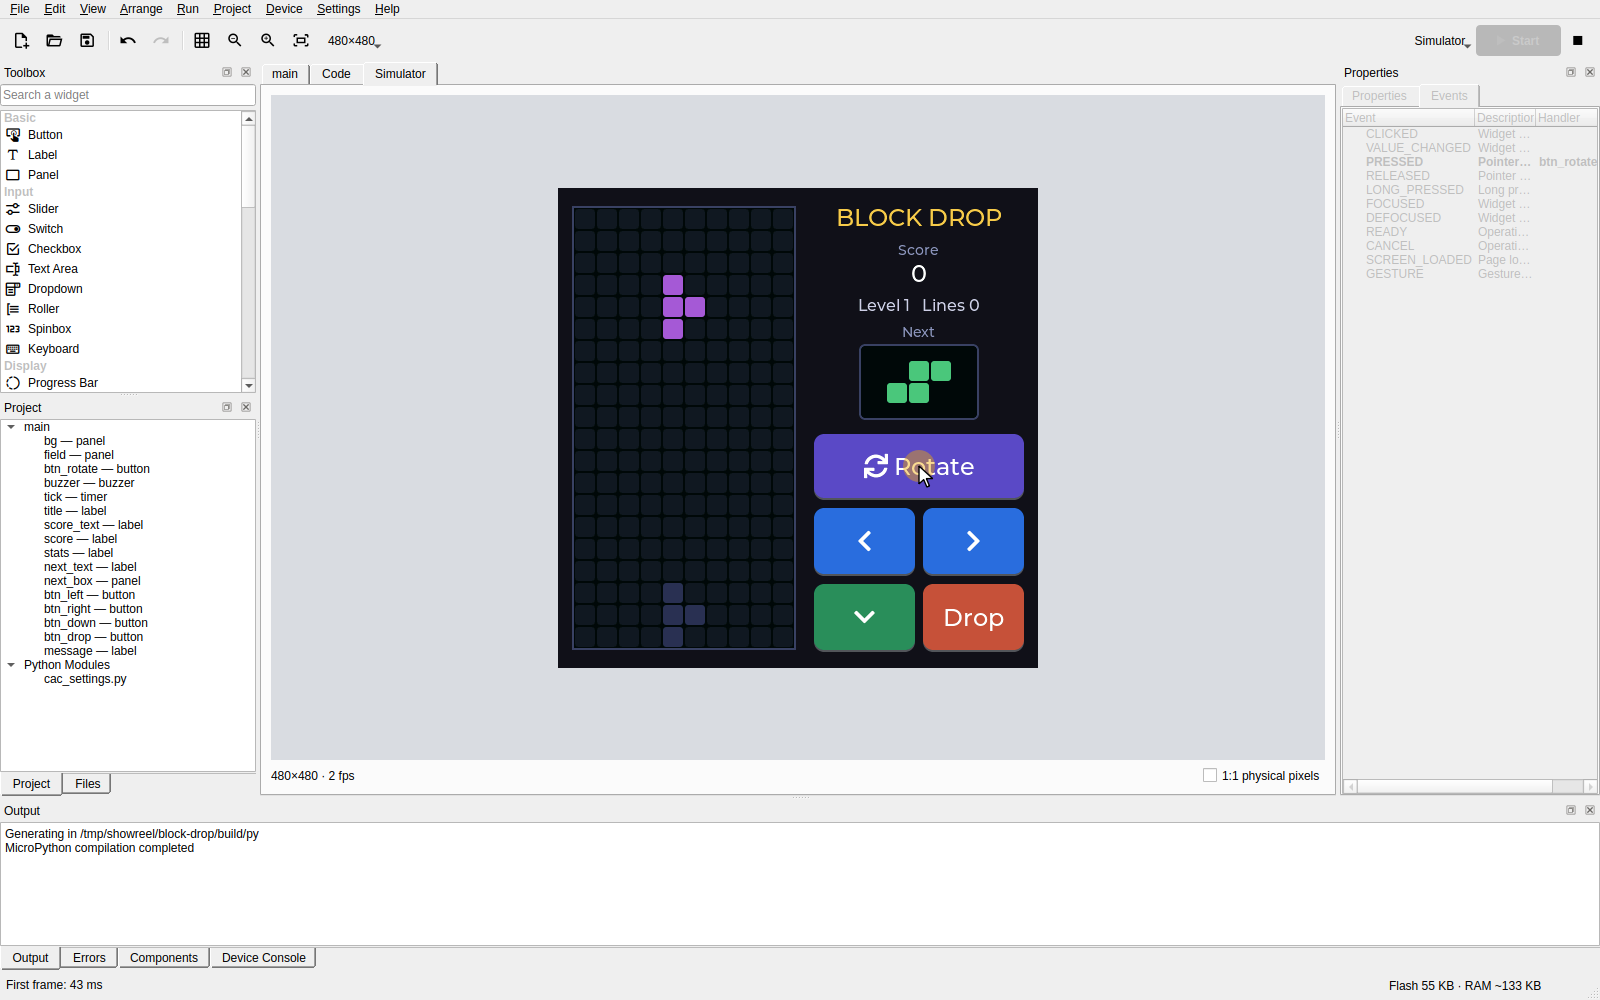 File Edit View Arrange Run Project Device Settings Help
480×480
Simulator
Start
Toolbox
Search a widget
Basic
Button
Label
Panel
Input
Slider
Switch
Checkbox
Text Area
Dropdown
Roller
Spinbox
Keyboard
Display
Progress Bar
Project
main
bg — panel
field — panel
btn_rotate — button
buzzer — buzzer
tick — timer
title — label
score_text — label
score — label
stats — label
next_text — label
next_box — panel
btn_left — button
btn_right — button
btn_down — button
btn_drop — button
message — label
Python Modules
cac_settings.py
Project Files
main Code Simulator
BLOCK DROP
Score
0
Level 1 Lines 0
Next
Rotate
Drop
480×480 · 2 fps
1:1 physical pixels
Properties
Properties Events
Event Description Handler
CLICKED Widget ...
VALUE_CHANGED Widget ...
PRESSED Pointer... btn_rotate
RELEASED Pointer ...
LONG_PRESSED Long pr...
FOCUSED Widget ...
DEFOCUSED Widget ...
READY Operati...
CANCEL Operati...
SCREEN_LOADED Page lo...
GESTURE Gesture...
Output
Generating in /tmp/showreel/block-drop/build/py
MicroPython compilation completed
Output Errors Components Device Console
First frame: 43 ms
Flash 55 KB · RAM ~133 KB